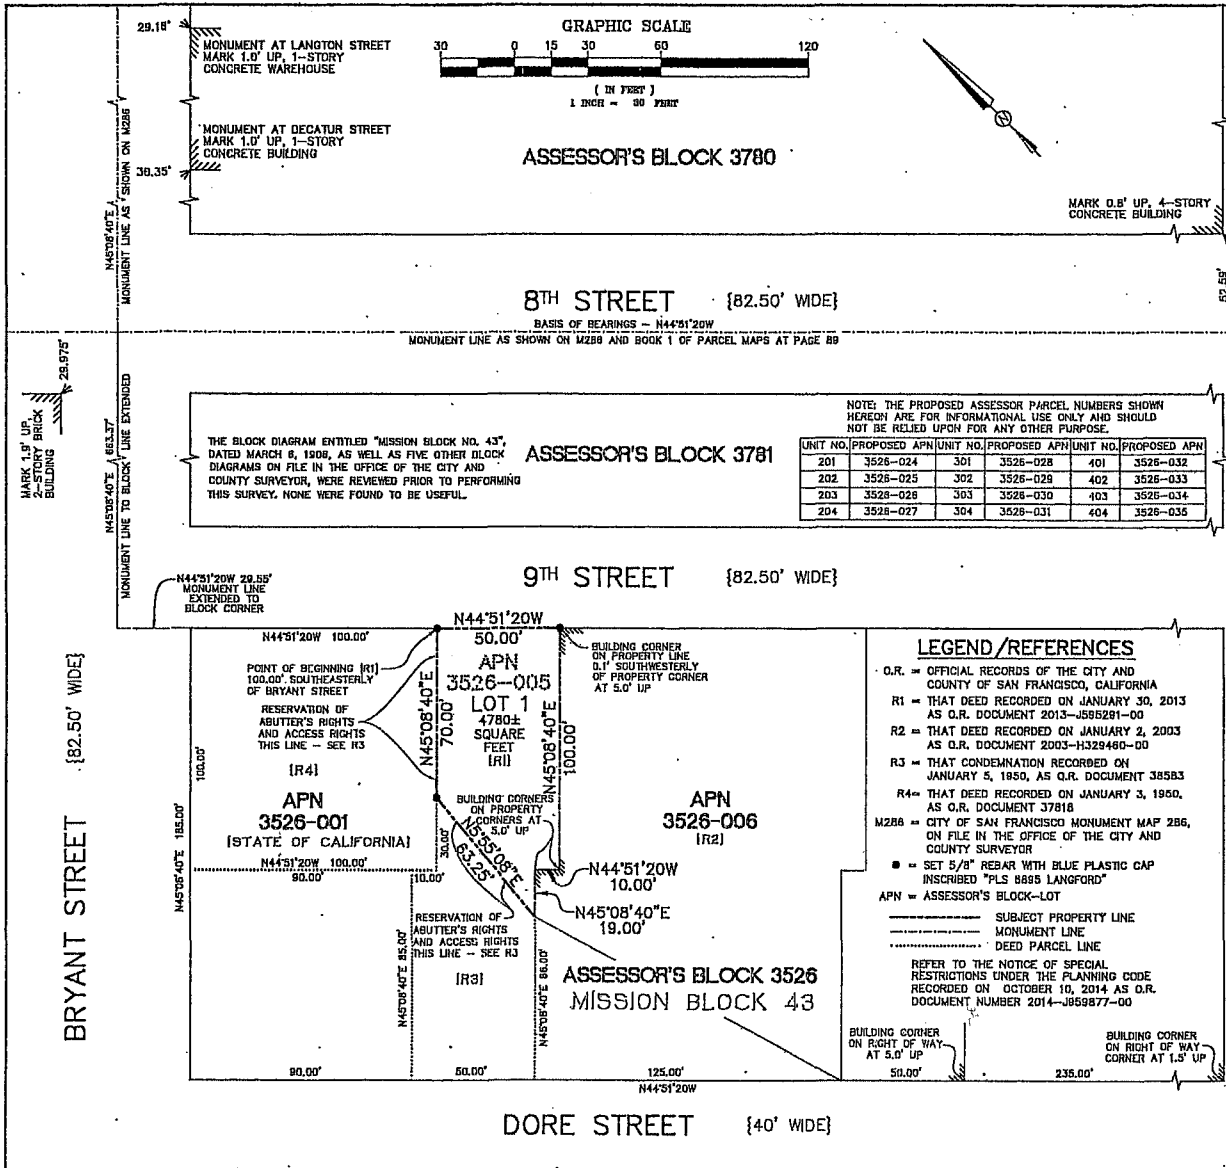 GRAPHIC SCALE
30 0 15 30 60 120
( IN FEET )
1 INCH = 30 FEET
29.18'
MONUMENT AT LANGTON STREET
MARK 1.0' UP, 1-STORY
CONCRETE WAREHOUSE
MONUMENT AT DECATUR STREET
MARK 1.0' UP, 1-STORY
CONCRETE BUILDING
N
ASSESSOR'S BLOCK 3780
MARK 0.8' UP, 4-STORY
CONCRETE BUILDING
N45°08'40"E
MONUMENT LINE AS SHOWN ON M286
8TH STREET {82.50' WIDE}
BASIS OF BEARINGS - N44°51'20W
MONUMENT LINE AS SHOWN ON M286 AND BOOK 1 OF PARCEL MAPS AT PAGE 89
29.975'
MARK 1.9' UP,
2-STORY BRICK
BUILDING
N45°08'40"E 663.37'
MONUMENT LINE TO BLOCK LINE EXTENDED
THE BLOCK DIAGRAM ENTITLED "MISSION BLOCK NO. 43",
DATED MARCH 8, 1908, AS WELL AS FIVE OTHER BLOCK
DIAGRAMS ON FILE IN THE OFFICE OF THE CITY AND
COUNTY SURVEYOR, WERE REVIEWED PRIOR TO PERFORMING
THIS SURVEY. NONE WERE FOUND TO BE USEFUL.
ASSESSOR'S BLOCK 3781
NOTE: THE PROPOSED ASSESSOR PARCEL NUMBERS SHOWN
HEREON ARE FOR INFORMATIONAL USE ONLY AND SHOULD
NOT BE RELIED UPON FOR ANY OTHER PURPOSE.
UNIT NO. PROPOSED APN UNIT NO. PROPOSED APN UNIT NO. PROPOSED APN
201 3526-024 301 3526-028 401 3526-032
202 3526-025 302 3526-029 402 3526-033
203 3526-026 303 3526-030 403 3526-034
204 3526-027 304 3526-031 404 3526-035
9TH STREET {82.50' WIDE}
N44°51'20W 29.55'
MONUMENT LINE
EXTENDED TO
BLOCK CORNER
N44°51'20W 100.00'
N44°51'20W
50.00'
POINT OF BEGINNING [R1]
100.00' SOUTHEASTERLY
OF BRYANT STREET
RESERVATION OF
ABUTTER'S RIGHTS
AND ACCESS RIGHTS
THIS LINE - SEE R3
[R4]
APN
3526-001
[STATE OF CALIFORNIA]
N44°51'20W 100.00'
90.00' 10.00'
100.00'
N45°08'40"E 185.00'
BRYANT STREET {82.50' WIDE}
N45°08'40"E
70.00'
30.00'
APN
3526-005
LOT 1
4780±
SQUARE
FEET
[R1]
N45°08'40"E
100.00'
BUILDING CORNER
ON PROPERTY LINE
0.1' SOUTHWESTERLY
OF PROPERTY CORNER
AT 5.0' UP
BUILDING CORNERS
ON PROPERTY
CORNERS AT
5.0' UP
N5°55'08"E
63.25'
APN
3526-006
[R2]
N44°51'20W
10.00'
N45°08'40"E
19.00'
RESERVATION OF
ABUTTER'S RIGHTS
AND ACCESS RIGHTS
THIS LINE - SEE R3
[R3]
N45°08'40"E 85.00'
N45°08'40"E 66.00'
ASSESSOR'S BLOCK 3526
MISSION BLOCK 43
LEGEND/REFERENCES
O.R. = OFFICIAL RECORDS OF THE CITY AND
COUNTY OF SAN FRANCISCO, CALIFORNIA
R1 = THAT DEED RECORDED ON JANUARY 30, 2013
AS O.R. DOCUMENT 2013-J595291-00
R2 = THAT DEED RECORDED ON JANUARY 2, 2003
AS O.R. DOCUMENT 2003-H329460-00
R3 = THAT CONDEMNATION RECORDED ON
JANUARY 5, 1950, AS O.R. DOCUMENT 38583
R4= THAT DEED RECORDED ON JANUARY 3, 1950,
AS O.R. DOCUMENT 37818
M286 = CITY OF SAN FRANCISCO MONUMENT MAP 286,
ON FILE IN THE OFFICE OF THE CITY AND
COUNTY SURVEYOR
● = SET 5/8" REBAR WITH BLUE PLASTIC CAP
INSCRIBED "PLS 8895 LANGFORD"
APN = ASSESSOR'S BLOCK-LOT
SUBJECT PROPERTY LINE
MONUMENT LINE
DEED PARCEL LINE
REFER TO THE NOTICE OF SPECIAL
RESTRICTIONS UNDER THE PLANNING CODE
RECORDED ON OCTOBER 10, 2014 AS O.R.
DOCUMENT NUMBER 2014-J959877-00
BUILDING CORNER
ON RIGHT OF WAY
AT 5.0' UP
BUILDING CORNER
ON RIGHT OF WAY
CORNER AT 1.5' UP
90.00' 50.00' 125.00' 50.00' 235.00'
N44°51'20W
DORE STREET {40' WIDE}